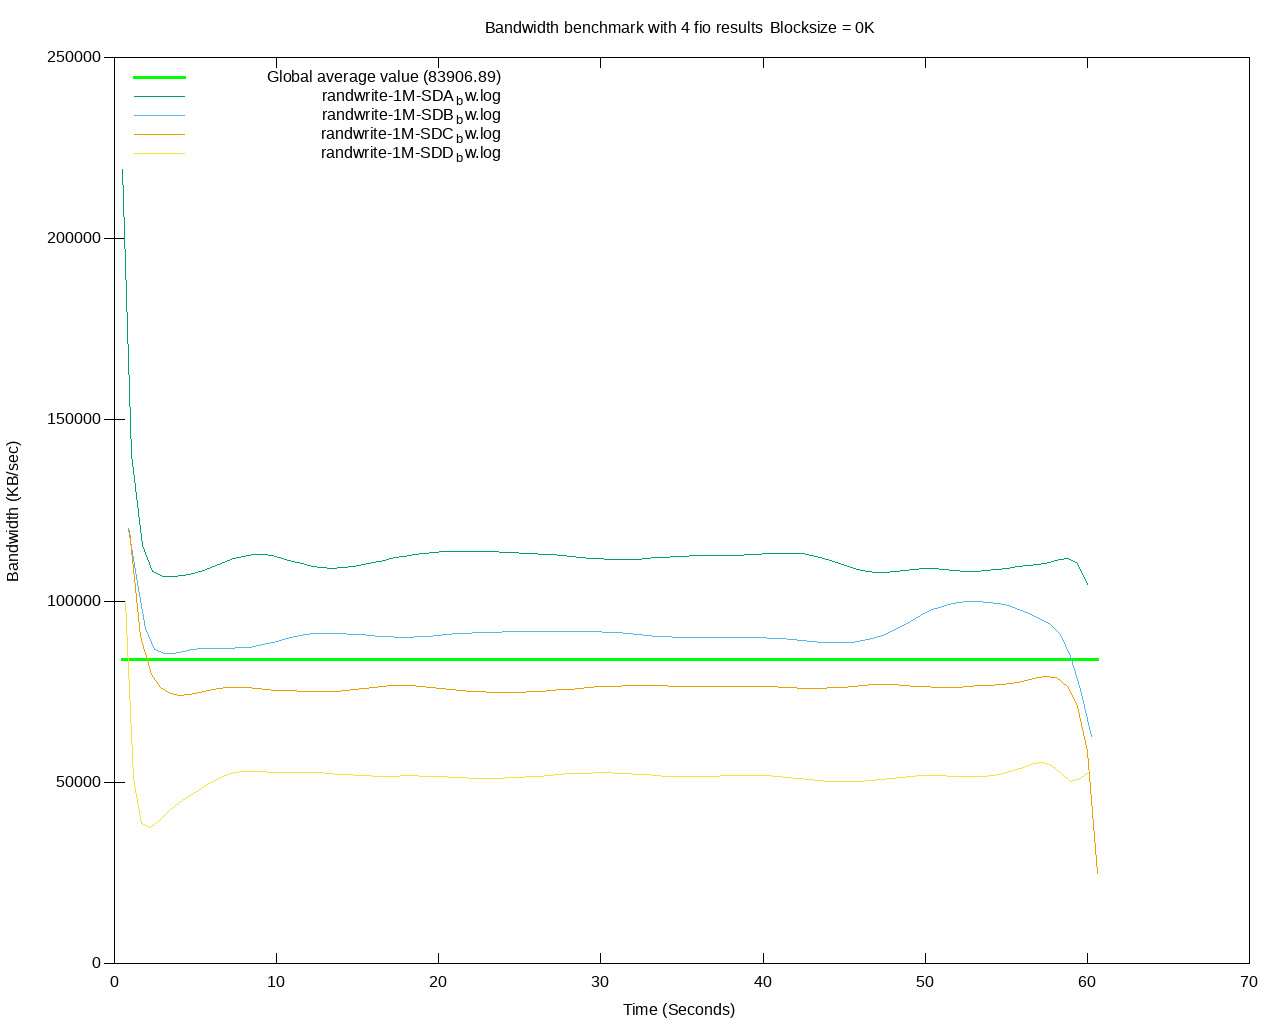 Bandwidth benchmark with 4 fio results Blocksize = 0K
250000
200000
150000
100000
50000
0
Bandwidth (KB/sec)
Global average value (83906.89)
randwrite-1M-SDA_bw.log
randwrite-1M-SDB_bw.log
randwrite-1M-SDC_bw.log
randwrite-1M-SDD_bw.log
0 10 20 30 40 50 60 70
Time (Seconds)